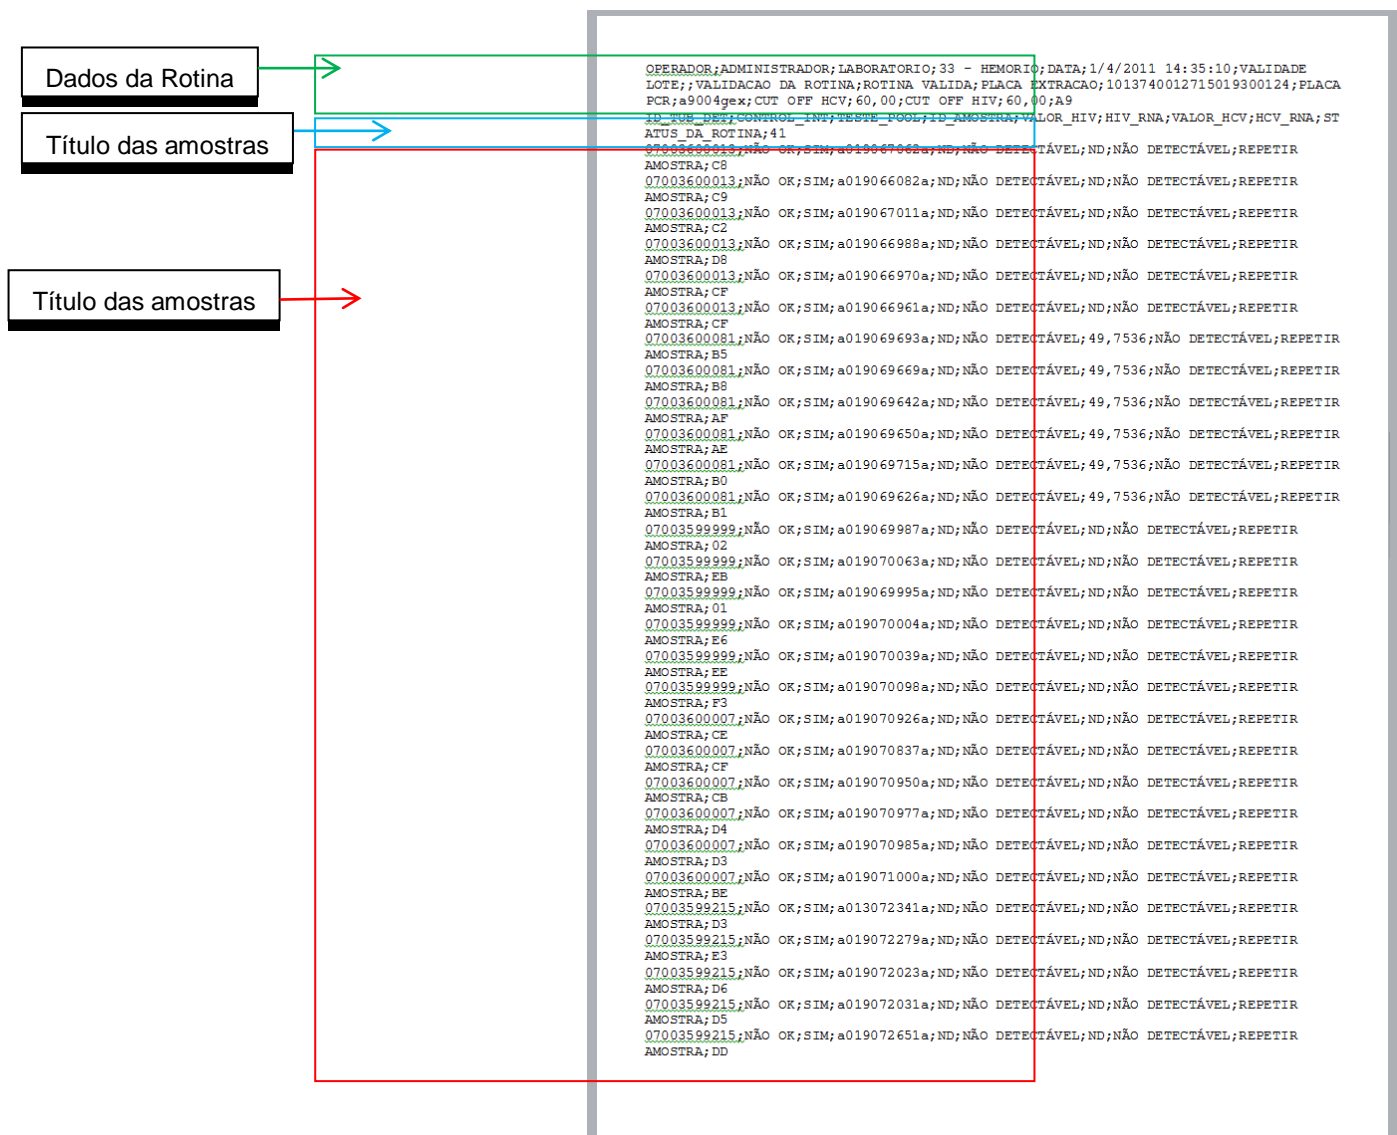 Dados da Rotina
Título das amostras
Título das amostras
OPERADOR;ADMINISTRADOR;LABORATORIO;33 - HEMORIO;DATA;1/4/2011 14:35:10;VALIDADE
LOTE;;VALIDACAO DA ROTINA;ROTINA VALIDA;PLACA EXTRACAO;1013740012715019300124;PLACA
PCR;a9004gex;CUT OFF HCV;60,00;CUT OFF HIV;60,00;A9
ID_TUB_DET;CONTROL_INT;TESTE_POOL;ID_AMOSTRA;VALOR_HIV;HIV_RNA;VALOR_HCV;HCV_RNA;ST
ATUS_DA_ROTINA;41
07003600013;NÃO OK;SIM;a019067062a;ND;NÃO DETECTÁVEL;ND;NÃO DETECTÁVEL;REPETIR
AMOSTRA;C8
07003600013;NÃO OK;SIM;a019066082a;ND;NÃO DETECTÁVEL;ND;NÃO DETECTÁVEL;REPETIR
AMOSTRA;C9
07003600013;NÃO OK;SIM;a019067011a;ND;NÃO DETECTÁVEL;ND;NÃO DETECTÁVEL;REPETIR
AMOSTRA;C2
07003600013;NÃO OK;SIM;a019066988a;ND;NÃO DETECTÁVEL;ND;NÃO DETECTÁVEL;REPETIR
AMOSTRA;D8
07003600013;NÃO OK;SIM;a019066970a;ND;NÃO DETECTÁVEL;ND;NÃO DETECTÁVEL;REPETIR
AMOSTRA;CF
07003600013;NÃO OK;SIM;a019066961a;ND;NÃO DETECTÁVEL;ND;NÃO DETECTÁVEL;REPETIR
AMOSTRA;CF
07003600081;NÃO OK;SIM;a019069693a;ND;NÃO DETECTÁVEL;49,7536;NÃO DETECTÁVEL;REPETIR
AMOSTRA;B5
07003600081;NÃO OK;SIM;a019069669a;ND;NÃO DETECTÁVEL;49,7536;NÃO DETECTÁVEL;REPETIR
AMOSTRA;B8
07003600081;NÃO OK;SIM;a019069642a;ND;NÃO DETECTÁVEL;49,7536;NÃO DETECTÁVEL;REPETIR
AMOSTRA;AF
07003600081;NÃO OK;SIM;a019069650a;ND;NÃO DETECTÁVEL;49,7536;NÃO DETECTÁVEL;REPETIR
AMOSTRA;AE
07003600081;NÃO OK;SIM;a019069715a;ND;NÃO DETECTÁVEL;49,7536;NÃO DETECTÁVEL;REPETIR
AMOSTRA;B0
07003600081;NÃO OK;SIM;a019069626a;ND;NÃO DETECTÁVEL;49,7536;NÃO DETECTÁVEL;REPETIR
AMOSTRA;B1
07003599999;NÃO OK;SIM;a019069987a;ND;NÃO DETECTÁVEL;ND;NÃO DETECTÁVEL;REPETIR
AMOSTRA;02
07003599999;NÃO OK;SIM;a019070063a;ND;NÃO DETECTÁVEL;ND;NÃO DETECTÁVEL;REPETIR
AMOSTRA;EB
07003599999;NÃO OK;SIM;a019069995a;ND;NÃO DETECTÁVEL;ND;NÃO DETECTÁVEL;REPETIR
AMOSTRA;01
07003599999;NÃO OK;SIM;a019070004a;ND;NÃO DETECTÁVEL;ND;NÃO DETECTÁVEL;REPETIR
AMOSTRA;E6
07003599999;NÃO OK;SIM;a019070039a;ND;NÃO DETECTÁVEL;ND;NÃO DETECTÁVEL;REPETIR
AMOSTRA;EE
07003599999;NÃO OK;SIM;a019070098a;ND;NÃO DETECTÁVEL;ND;NÃO DETECTÁVEL;REPETIR
AMOSTRA;F3
07003600007;NÃO OK;SIM;a019070926a;ND;NÃO DETECTÁVEL;ND;NÃO DETECTÁVEL;REPETIR
AMOSTRA;CE
07003600007;NÃO OK;SIM;a019070837a;ND;NÃO DETECTÁVEL;ND;NÃO DETECTÁVEL;REPETIR
AMOSTRA;CF
07003600007;NÃO OK;SIM;a019070950a;ND;NÃO DETECTÁVEL;ND;NÃO DETECTÁVEL;REPETIR
AMOSTRA;CB
07003600007;NÃO OK;SIM;a019070977a;ND;NÃO DETECTÁVEL;ND;NÃO DETECTÁVEL;REPETIR
AMOSTRA;D4
07003600007;NÃO OK;SIM;a019070985a;ND;NÃO DETECTÁVEL;ND;NÃO DETECTÁVEL;REPETIR
AMOSTRA;D3
07003600007;NÃO OK;SIM;a019071000a;ND;NÃO DETECTÁVEL;ND;NÃO DETECTÁVEL;REPETIR
AMOSTRA;BE
07003599215;NÃO OK;SIM;a013072341a;ND;NÃO DETECTÁVEL;ND;NÃO DETECTÁVEL;REPETIR
AMOSTRA;D3
07003599215;NÃO OK;SIM;a019072279a;ND;NÃO DETECTÁVEL;ND;NÃO DETECTÁVEL;REPETIR
AMOSTRA;E3
07003599215;NÃO OK;SIM;a019072023a;ND;NÃO DETECTÁVEL;ND;NÃO DETECTÁVEL;REPETIR
AMOSTRA;D6
07003599215;NÃO OK;SIM;a019072031a;ND;NÃO DETECTÁVEL;ND;NÃO DETECTÁVEL;REPETIR
AMOSTRA;D5
07003599215;NÃO OK;SIM;a019072651a;ND;NÃO DETECTÁVEL;ND;NÃO DETECTÁVEL;REPETIR
AMOSTRA;DD